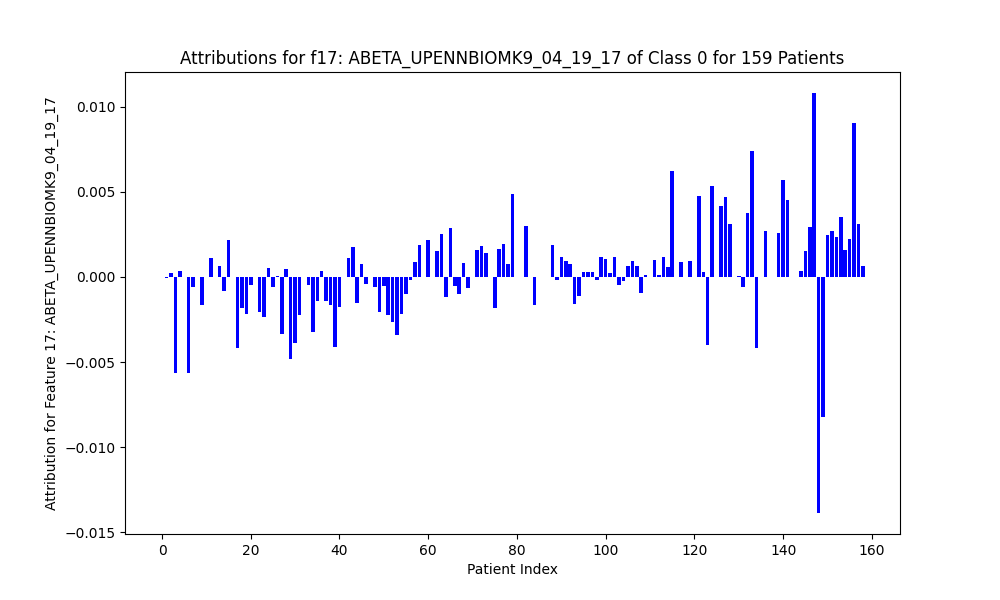 Attributions for f17: ABETA_UPENNBIOMK9_04_19_17 of Class 0 for 159 Patients
Attribution for Feature 17: ABETA_UPENNBIOMK9_04_19_17
0.010
0.005
0.000
−0.005
−0.010
−0.015
0 20 40 60 80 100 120 140 160
Patient Index